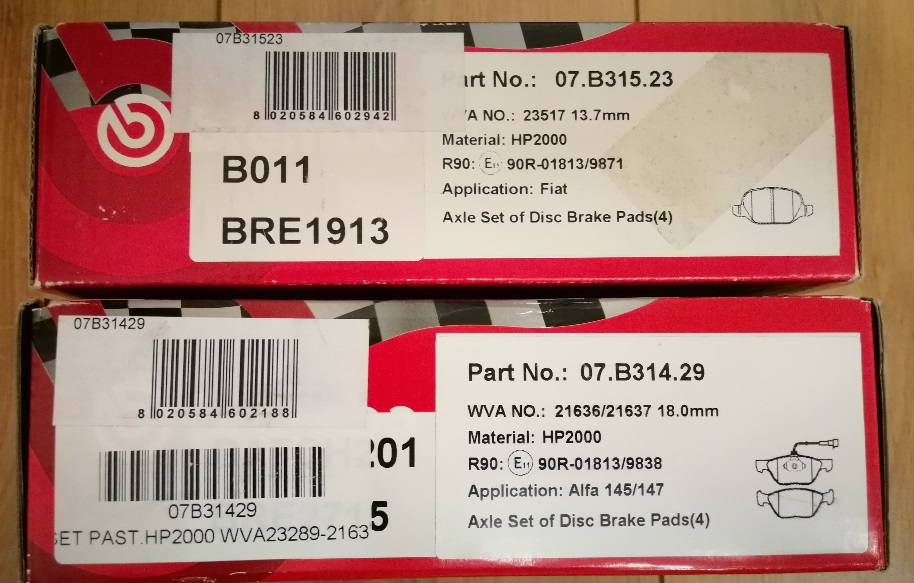 07B31523
8 020584 602942
B011
BRE1913
Part No.: 07.B315.23
NO.: 23517 13.7mm
Material: HP2000
R90: E11 90R-01813/9871
Application: Fiat
Axle Set of Disc Brake Pads(4)
07B31429
8 020584 602188
201
5
07B31429
SET PAST.HP2000 WVA23289-2163
Part No.: 07.B314.29
WVA NO.: 21636/21637 18.0mm
Material: HP2000
R90: E11 90R-01813/9838
Application: Alfa 145/147
Axle Set of Disc Brake Pads(4)